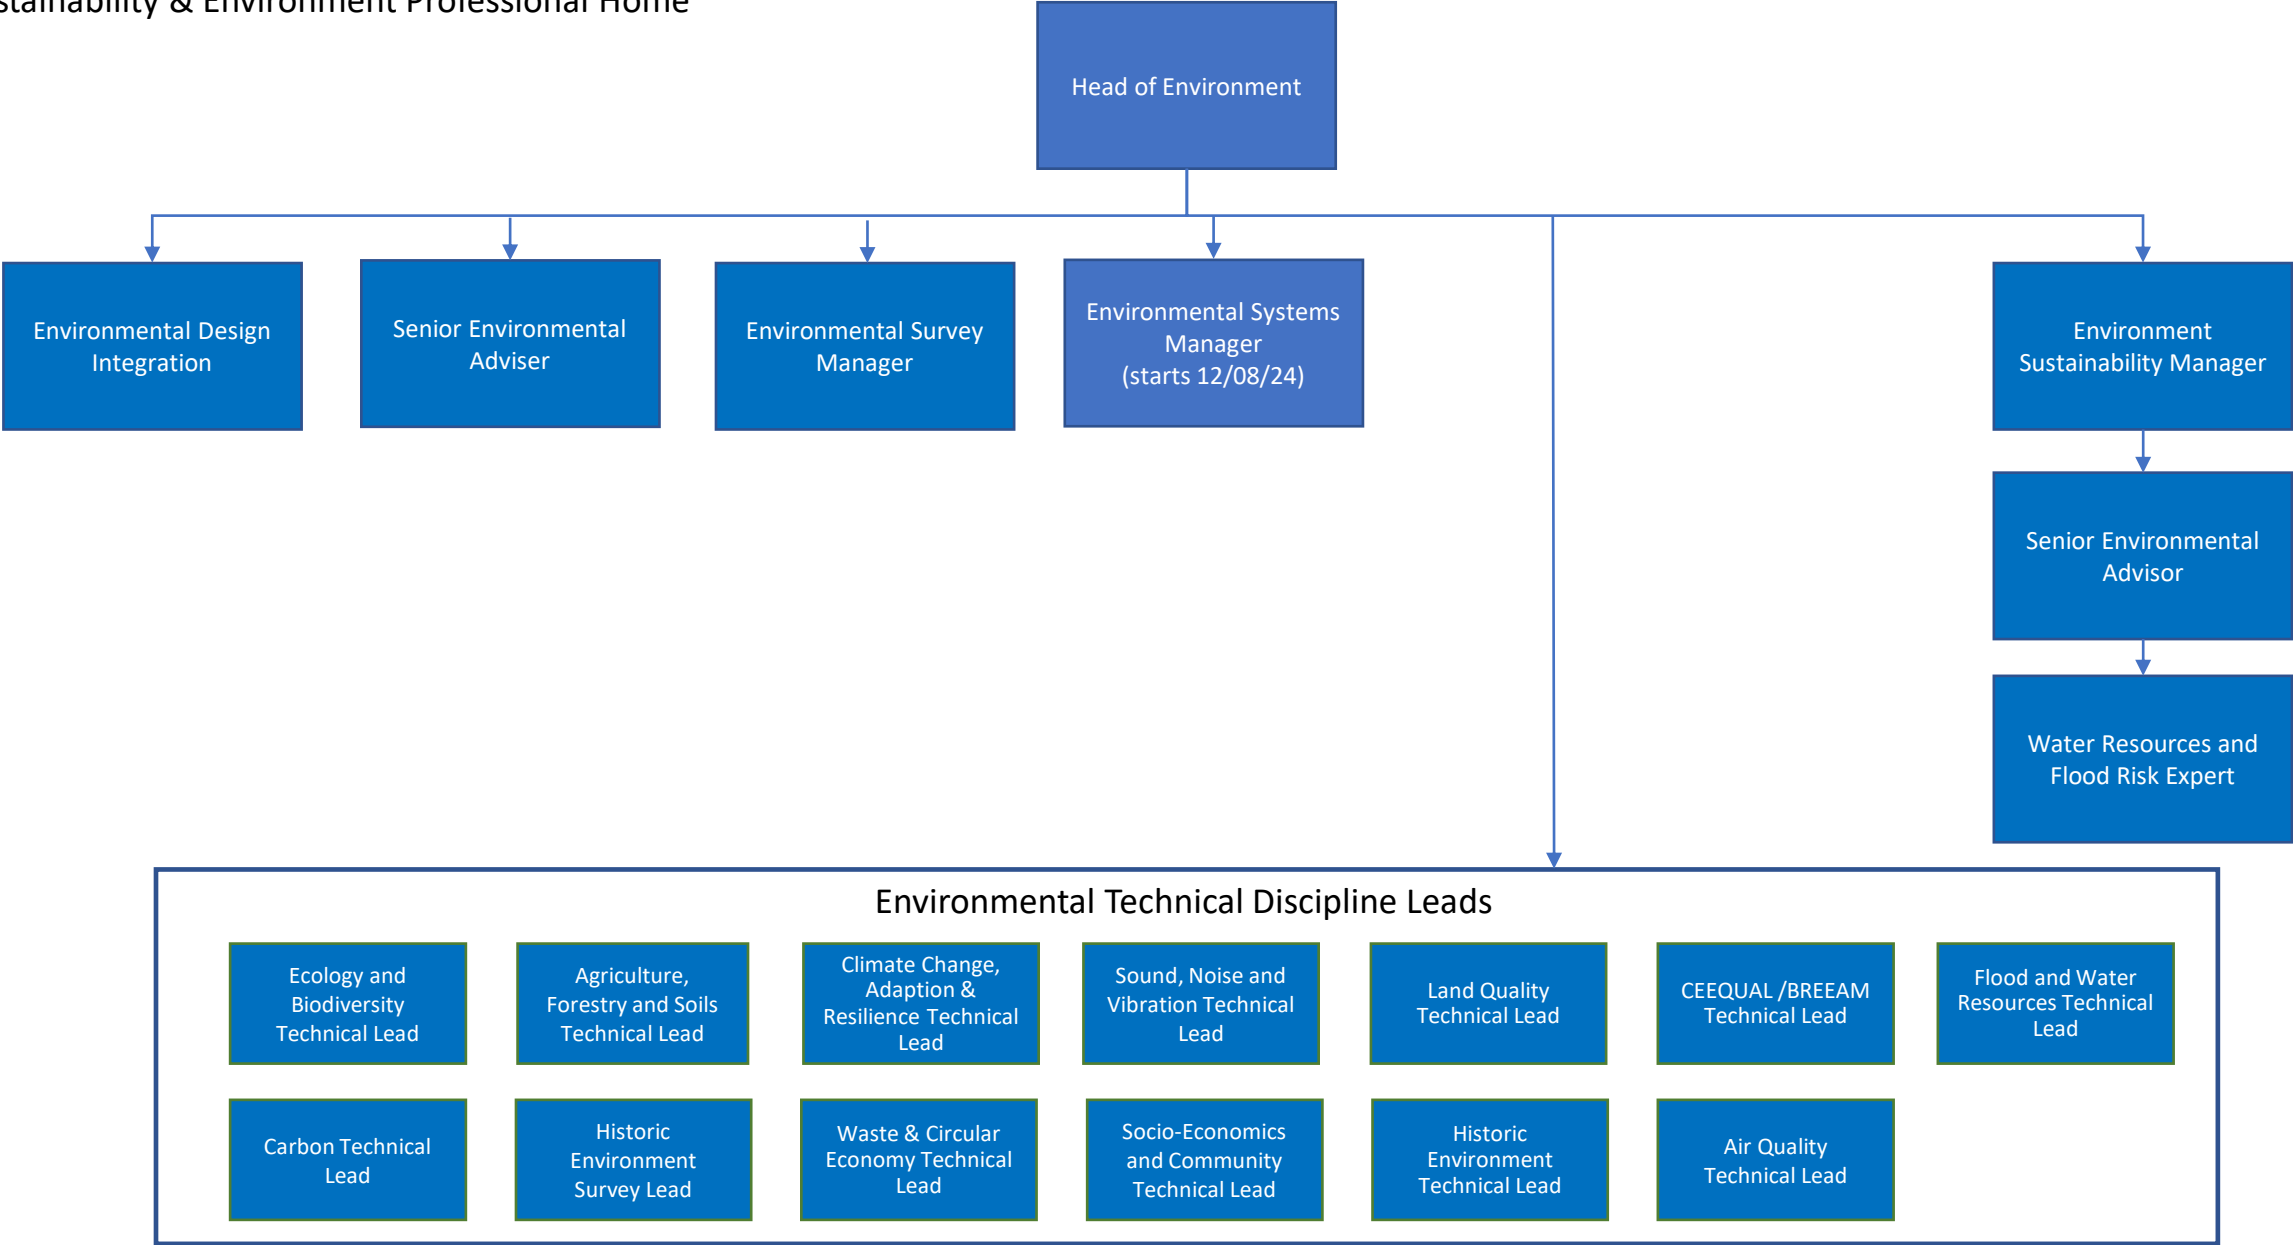 & Environment Professional Home
Head of Environment
Environmental Design
Integration
Senior Environmental
Adviser
Environmental Survey
Manager
Environmental Systems
Manager
(starts 12/08/24)
Environment
Sustainability Manager
Senior Environmental
Advisor
Water Resources and
Flood Risk Expert
Environmental Technical Discipline Leads
Ecology and
Biodiversity
Technical Lead
Agriculture,
Forestry and Soils
Technical Lead
Climate Change,
Adaption &
Resilience Technical
Lead
Sound, Noise and
Vibration Technical
Lead
Land Quality
Technical Lead
CEEQUAL /BREEAM
Technical Lead
Flood and Water
Resources Technical
Lead
Carbon Technical
Lead
Historic
Environment
Survey Lead
Waste & Circular
Economy Technical
Lead
Socio-Economics
and Community
Technical Lead
Historic
Environment
Technical Lead
Air Quality
Technical Lead